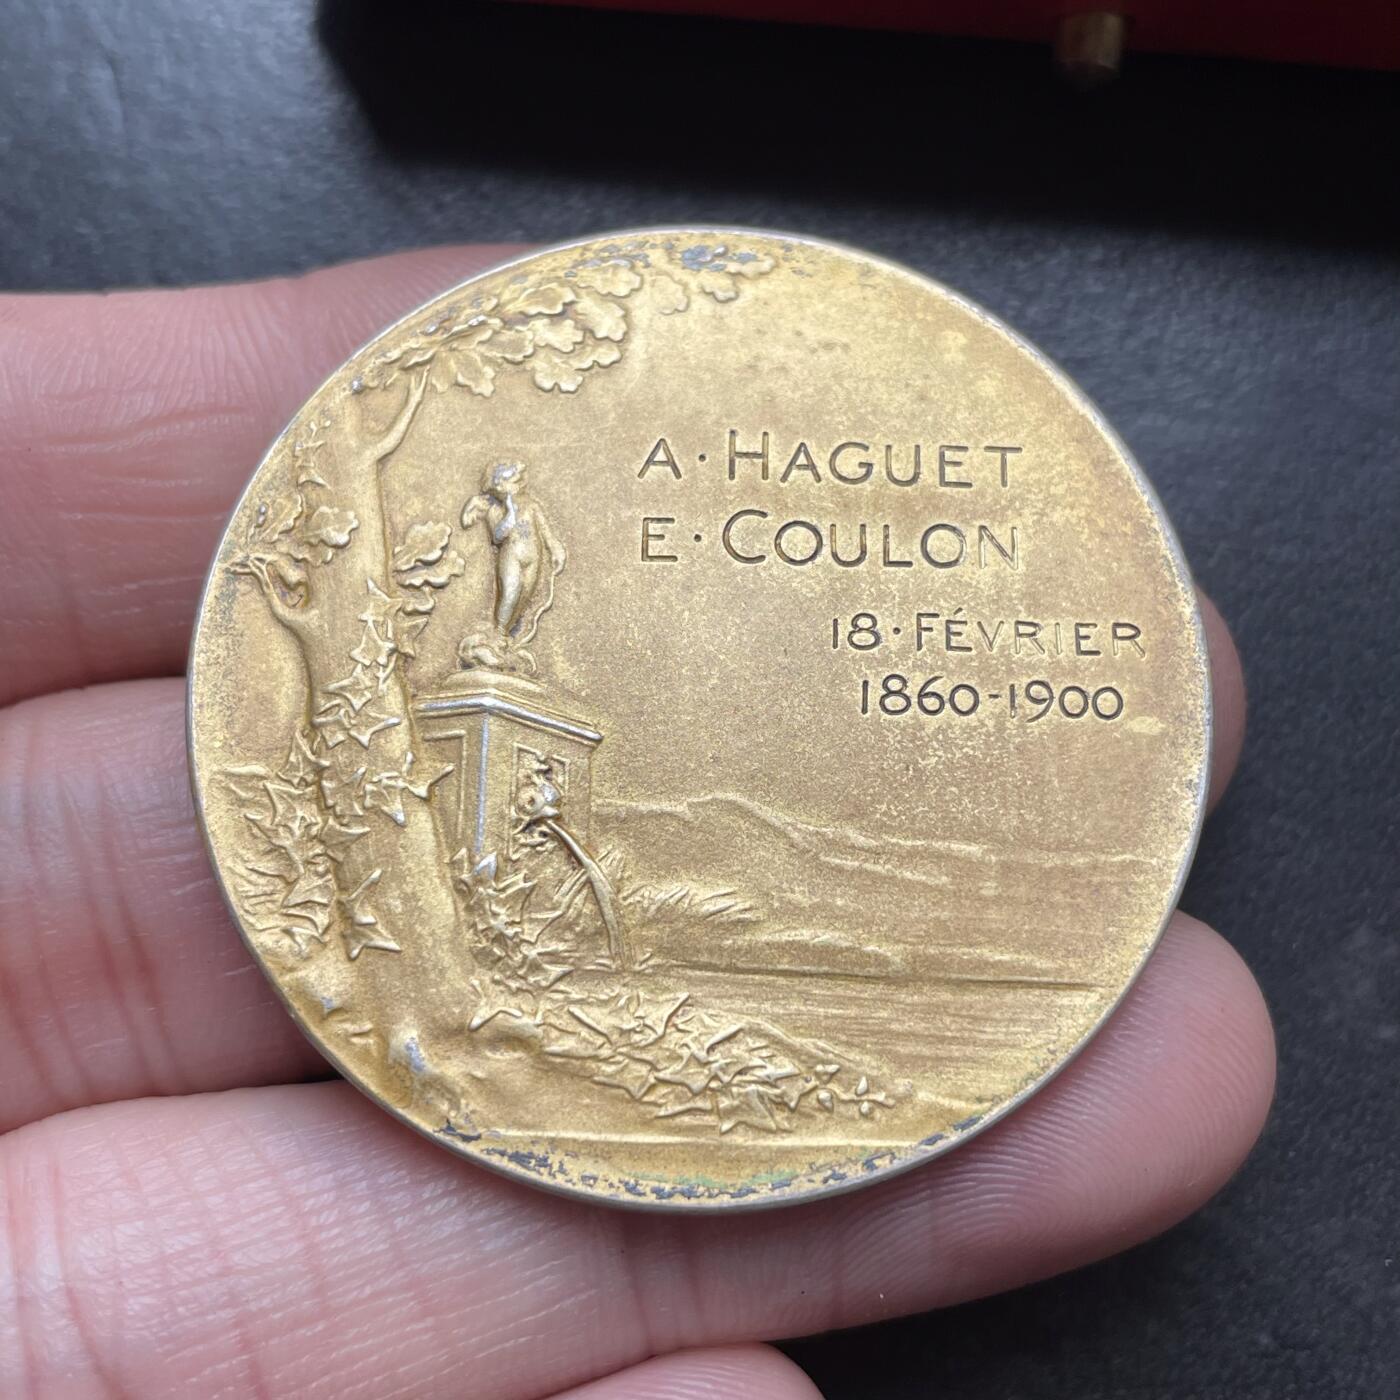 A·HAGUET
E·COULON
18·FÉVRIER
1860-1900